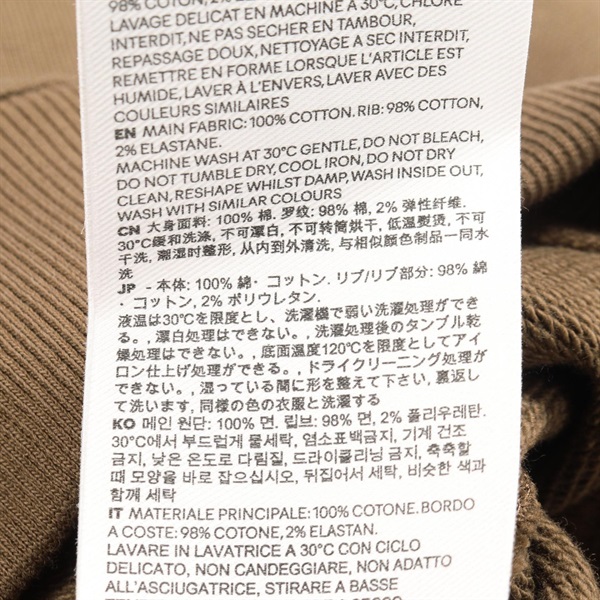 98% COTON, 2% ÉLAS
LAVAGE DÉLICAT EN MACHINE À 30°C, CHLORE
INTERDIT, NE PAS SÉCHER EN TAMBOUR,
REPASSAGE DOUX, NETTOYAGE A SEC INTERDIT,
REMETTRE EN FORME LORSQUE L'ARTICLE EST
HUMIDE, LAVER À L'ENVERS, LAVER AVEC DES
COULEURS SIMILAIRES
EN MAIN FABRIC: 100% COTTON. RIB: 98% COTTON,
2% ELASTANE.
MACHINE WASH AT 30°C GENTLE, DO NOT BLEACH,
DO NOT TUMBLE DRY, COOL IRON, DO NOT DRY
CLEAN, RESHAPE WHILST DAMP, WASH INSIDE OUT,
WASH WITH SIMILAR COLOURS
CN 大身面料: 100% 棉. 罗纹: 98% 棉, 2% 弹性纤维.
30°C缓和洗涤, 不可漂白, 不可转筒烘干, 低温熨烫, 不可
干洗, 潮湿时整形, 从内到外清洗, 与相似颜色制品一同水
洗
JP - 本体: 100% 綿・コットン. リブ/リブ部分: 98% 綿
・コットン, 2% ポリウレタン.
液温は30℃を限度とし、洗濯機で弱い洗濯処理ができ
る。, 漂白処理はできない。, 洗濯処理後のタンブル乾
燥処理はできない。, 底面温度120℃を限度としてアイ
ロン仕上げ処理ができる。, ドライクリーニング処理が
できない。, 湿っている間に形を整えて下さい, 裏返し
て洗います, 同様の色の衣服と洗濯する
KO 메인 원단: 100% 면. 립브: 98% 면, 2% 폴리우레탄.
30°C에서 부드럽게 물세탁, 염소표백금지, 기계 건조
금지, 낮은 온도로 다림질, 드라이클리닝 금지, 축축할
때 모양을 바로 잡으십시오, 뒤집어서 세탁, 비슷한 색과
함께 세탁
IT MATERIALE PRINCIPALE: 100% COTONE. BORDO
A COSTE: 98% COTONE, 2% ELASTAN.
LAVARE IN LAVATRICE A 30°C CON CICLO
DELICATO, NON CANDEGGIARE, NON ADATTO
ALL'ASCIUGATRICE, STIRARE A BASSE